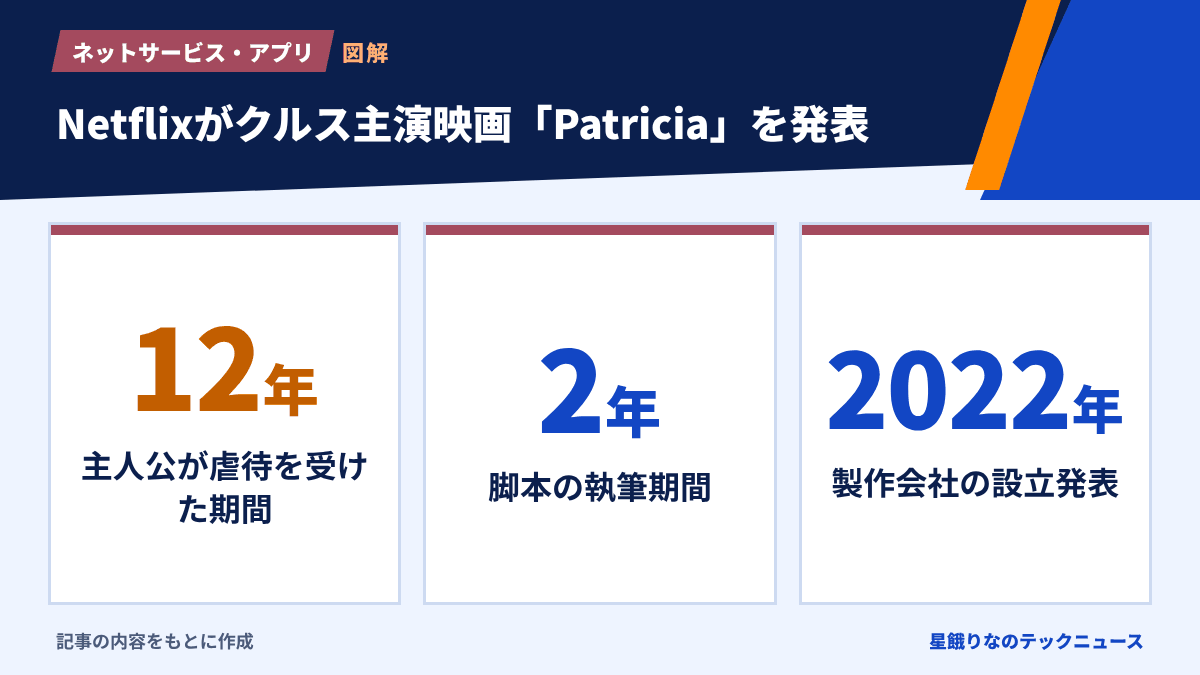 ネットサービス・アプリ 図解
Netflixがクルス主演映画「Patricia」を発表
12年
主人公が虐待を受け
た期間
2年
脚本の執筆期間
2022年
製作会社の設立発表
記事の内容をもとに作成
星餓りなのテックニュース